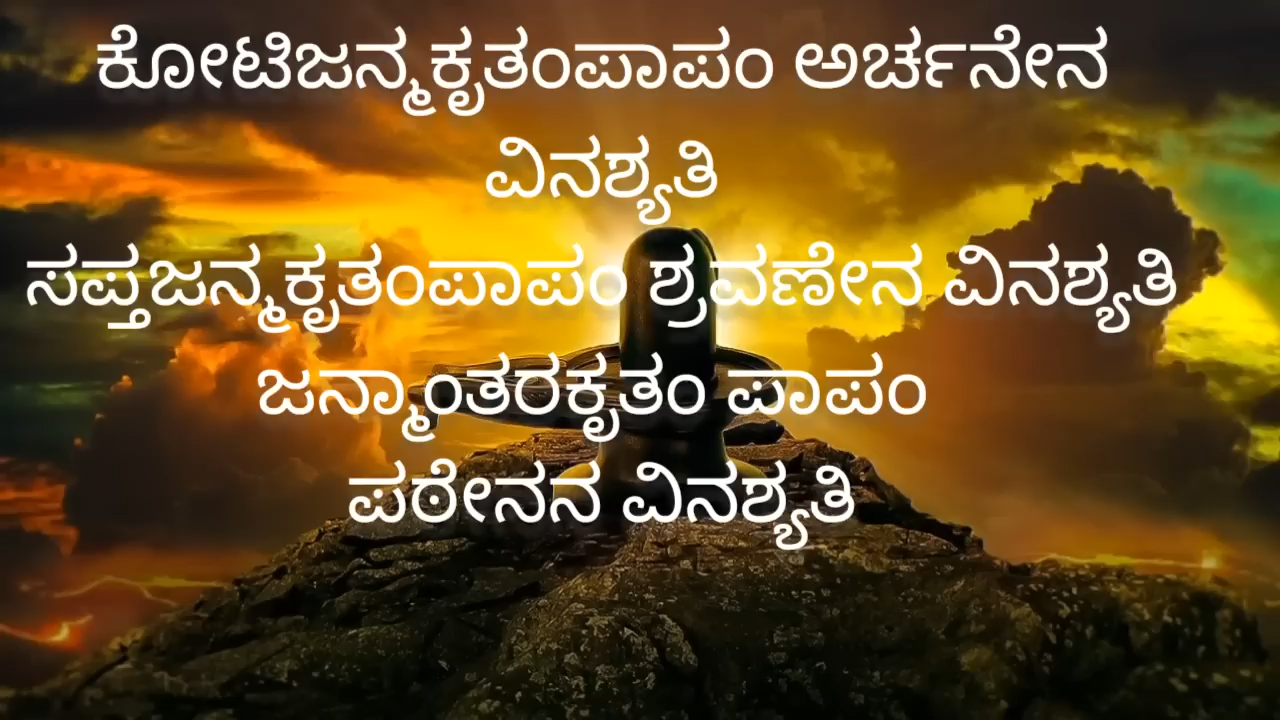 ಕೋಟಿಜನ್ಮಕೃತಂಪಾಪಂ ಅರ್ಚನೇನ
ವಿನಶ್ಯತಿ
ಸಪ್ತಜನ್ಮಕೃತಂಪಾಪಂ ಶ್ರವಣೇನ ವಿನಶ್ಯತಿ
ಜನ್ಮಾಂತರಕೃತಂ ಪಾಪಂ
ಪಠೇನನ ವಿನಶ್ಯತಿ